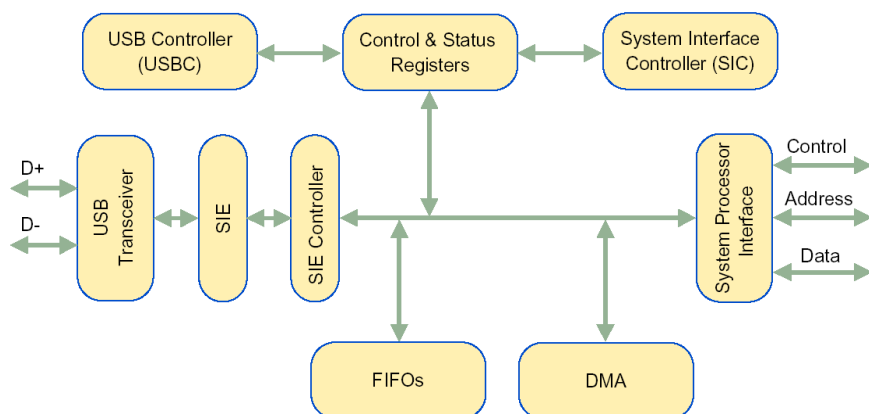 USB Controller
(USBC)
Control & Status
Registers
System Interface
Controller (SIC)
D+
D-
USB
Transceiver
SIE
SIE Controller
System Processor
Interface
Control
Address
Data
FIFOs
DMA